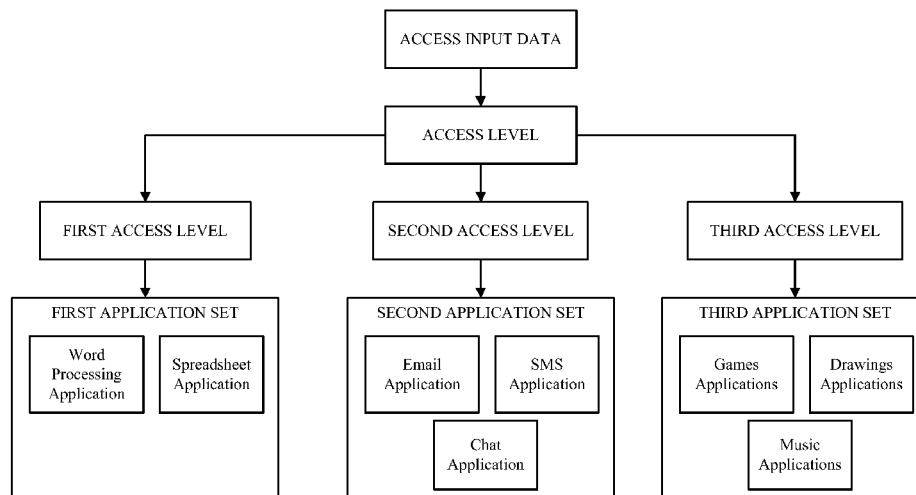 ACCESS INPUT DATA
ACCESS LEVEL
FIRST ACCESS LEVEL
SECOND ACCESS LEVEL
THIRD ACCESS LEVEL
FIRST APPLICATION SET
Word
Processing
Application
Spreadsheet
Application
SECOND APPLICATION SET
Email
Application
SMS
Application
Chat
Application
THIRD APPLICATION SET
Games
Applications
Drawings
Applications
Music
Applications